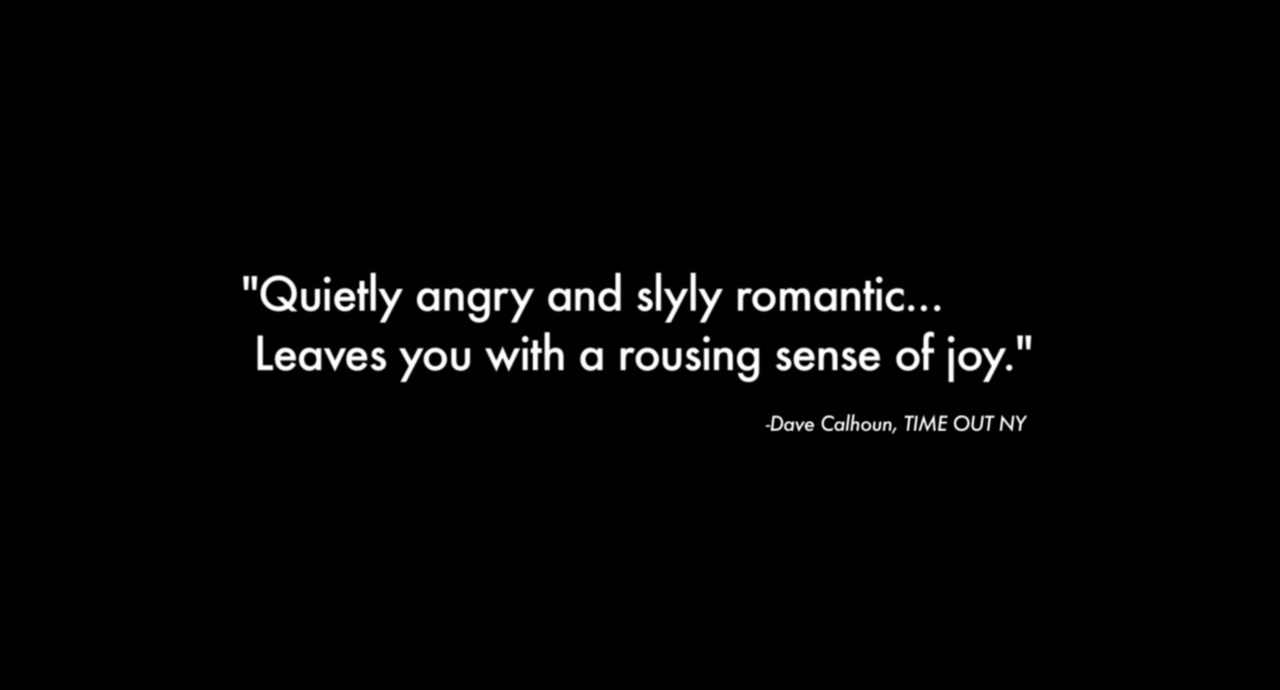 "Quietly angry and slyly romantic...
Leaves you with a rousing sense of joy."
-Dave Calhoun, TIME OUT NY